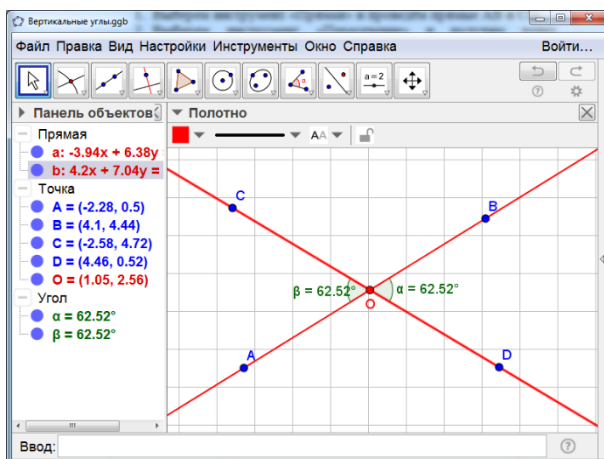 Вертикальные углы.ggb
Файл Правка Вид Настройки Инструменты Окно Справка Войти...
a=2
Панель объектов
Полотно
Прямая
a: -3.94x + 6.38y
b: 4.2x + 7.04y =
Точка
A = (-2.28, 0.5)
B = (4.1, 4.44)
C = (-2.58, 4.72)
D = (4.46, 0.52)
O = (1.05, 2.56)
Угол
α = 62.52°
β = 62.52°
AA
C
B
β = 62.52°
α = 62.52°
O
A
D
Ввод: